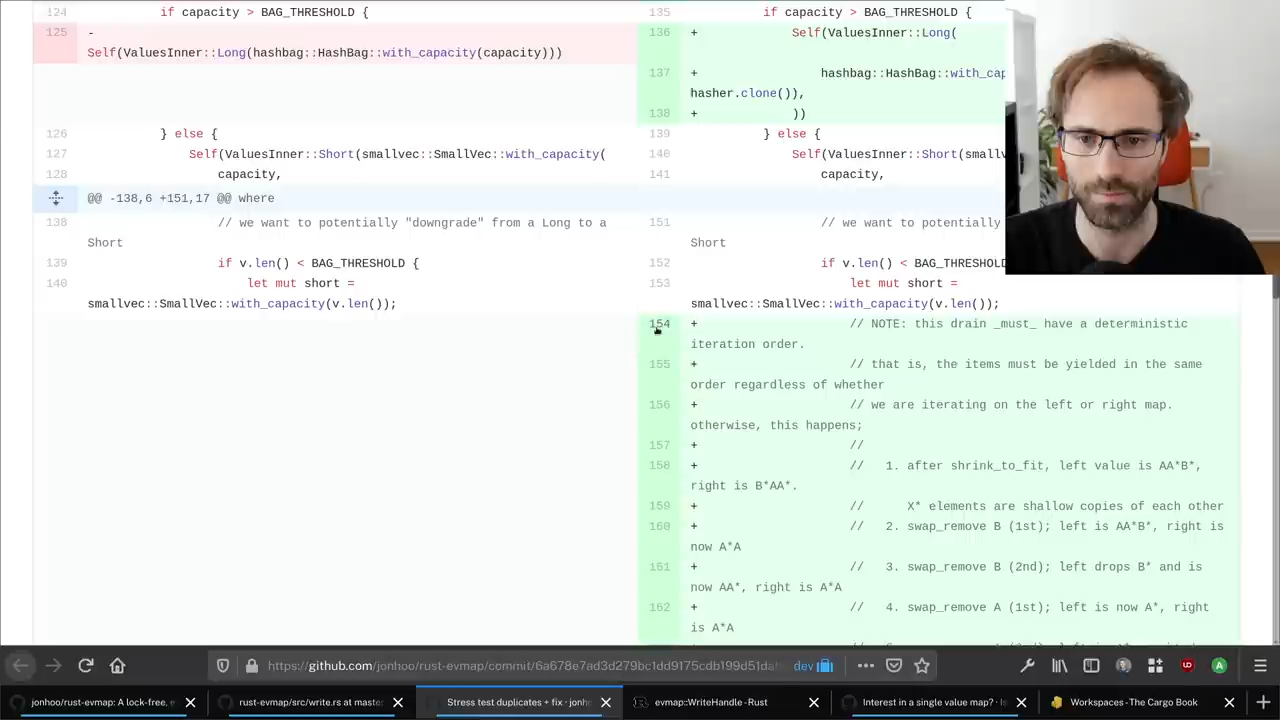 124 if capacity > BAG_THRESHOLD {
125 -
Self(ValuesInner::Long(hashbag::HashBag::with_capacity(capacity)))
126 } else {
127 Self(ValuesInner::Short(smallvec::SmallVec::with_capacity(
128 capacity,
@@ -138,6 +151,17 @@ where
138 // we want to potentially "downgrade" from a Long to a
Short
139 if v.len() < BAG_THRESHOLD {
140 let mut short =
smallvec::SmallVec::with_capacity(v.len());
135 if capacity > BAG_THRESHOLD {
136 + Self(ValuesInner::Long(
137 + hashbag::HashBag::with_cap
hasher.clone()),
138 + ))
139 } else {
140 Self(ValuesInner::Short(smallv
141 capacity,
151 // we want to potentially
Short
152 if v.len() < BAG_THRESHOLD
153 let mut short =
smallvec::SmallVec::with_capacity(v.len());
154 + // NOTE: this drain _must_ have a deterministic
iteration order.
155 + // that is, the items must be yielded in the same
order regardless of whether
156 + // we are iterating on the left or right map.
otherwise, this happens;
157 + //
158 + // 1. after shrink_to_fit, left value is AA*B*,
right is B*AA*.
159 + // X* elements are shallow copies of each other
160 + // 2. swap_remove B (1st); left is AA*B*, right is
now A*A
161 + // 3. swap_remove B (2nd); left drops B* and is
now AA*, right is A*A
162 + // 4. swap_remove A (1st); left is now A*, right
is A*A
https://github.com/jonhoo/rust-evmap/commit/6a678e7ad3d279bc1dd9175cdb199d51da
dev
jonhoo/rust-evmap: A lock-free, e
rust-evmap/src/write.rs at maste
Stress test duplicates + fix · jonh
evmap::WriteHandle - Rust
Interest in a single value map? ·
Workspaces - The Cargo Book